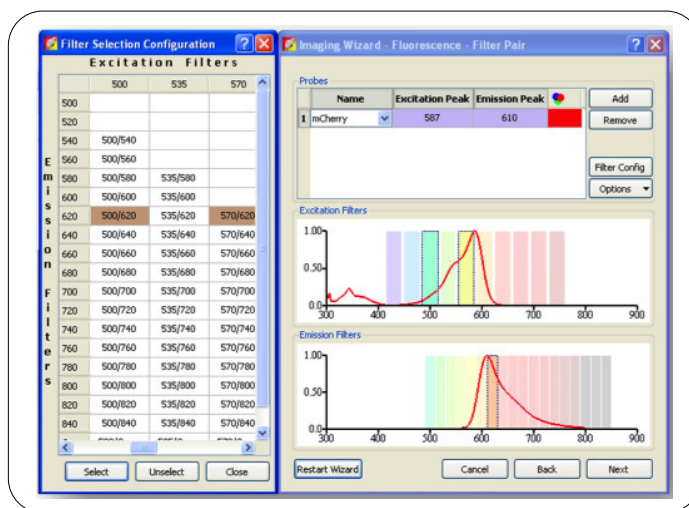 Filter Selection Configuration
Excitation Filters
500 535 570
500
520
540 500/540
560 500/560
580 500/580 535/580
600 500/600 535/600
620 500/620 535/620 570/620
640 500/640 535/640 570/640
660 500/660 535/660 570/660
680 500/680 535/680 570/680
700 500/700 535/700 570/700
720 500/720 535/720 570/720
740 500/740 535/740 570/740
760 500/760 535/760 570/760
780 500/780 535/780 570/780
800 500/800 535/800 570/800
820 500/820 535/820 570/820
840 500/840 535/840 570/840
Emission Filters
Select Unselect Close
Imaging Wizard - Fluorescence - Filter Pair
Probes
Name Excitation Peak Emission Peak
1 mCherry 587 610
Add
Remove
Filter Config
Options
Excitation Filters
1.00
0.50
0.0
300 400 500 600 700 800 900
Emission Filters
1.00
0.50
0.0
300 400 500 600 700 800 900
Restart Wizard Cancel Back Next